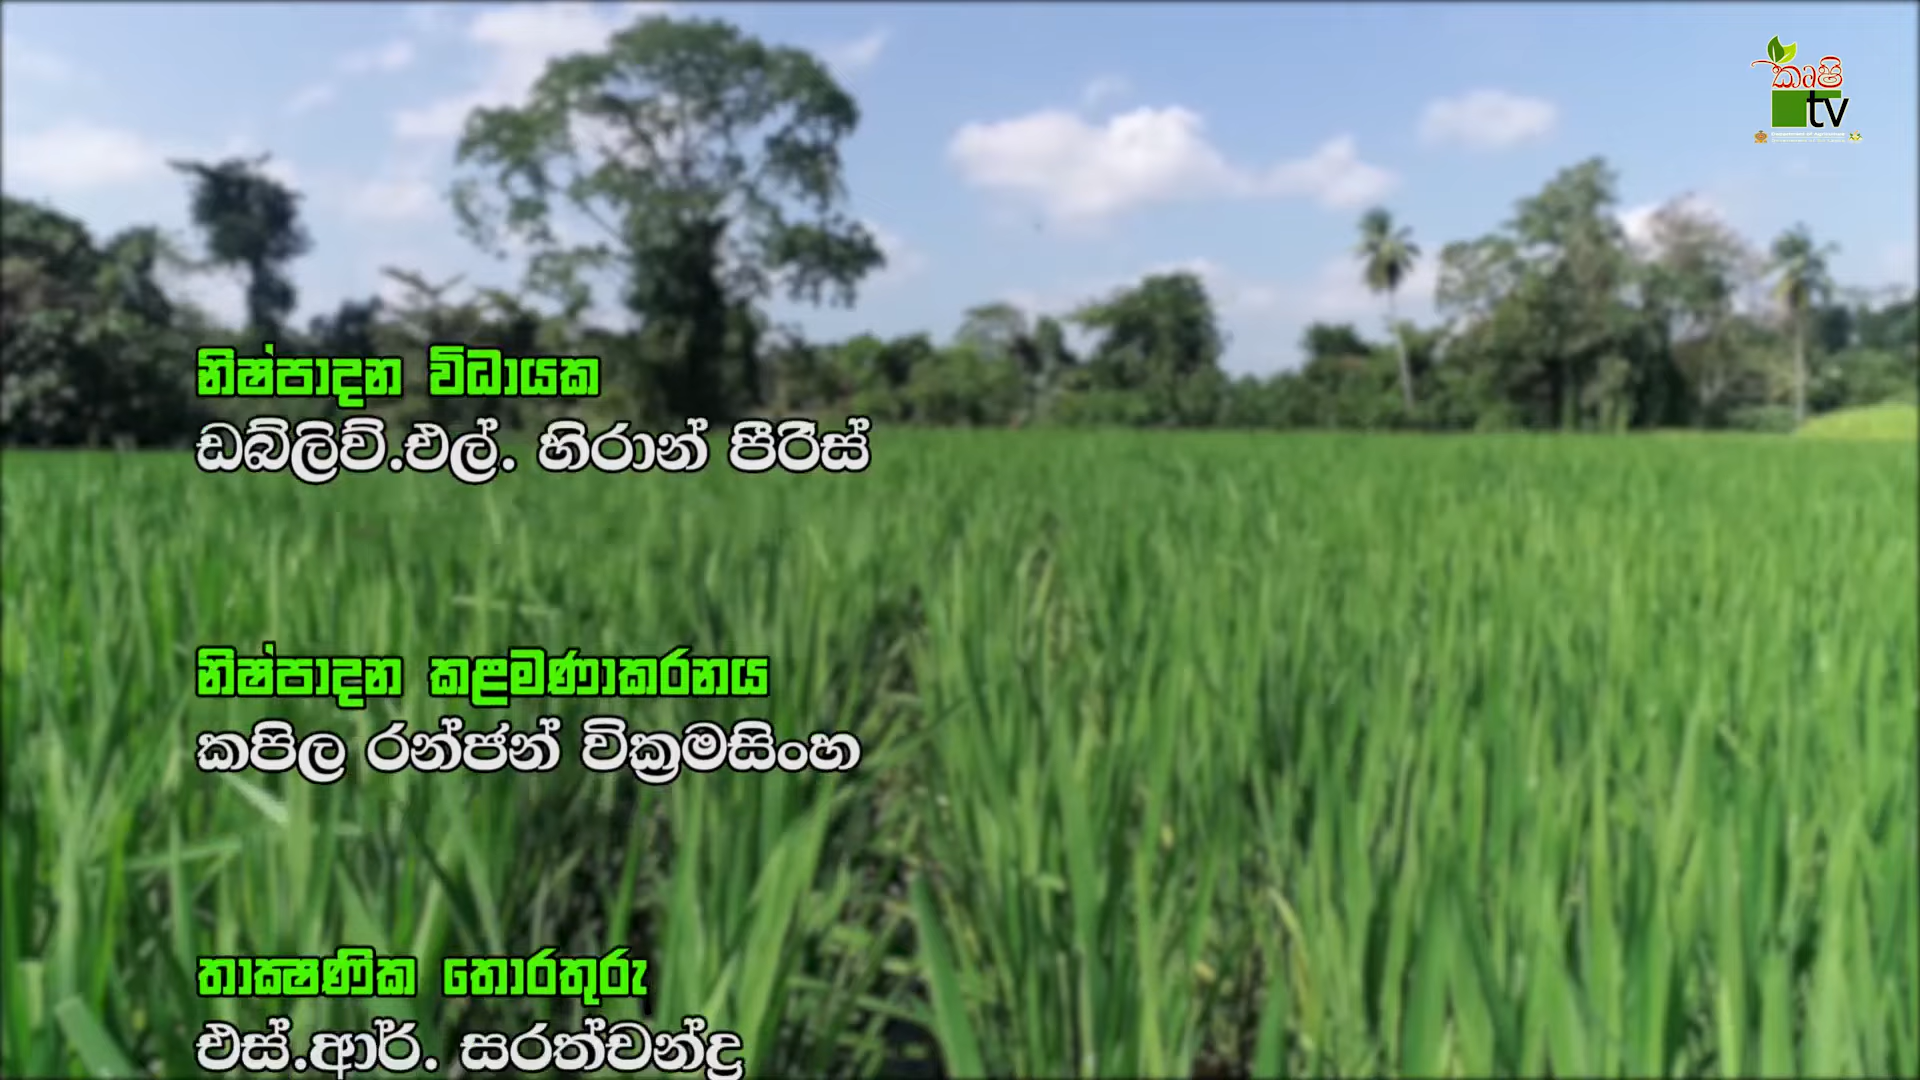 කෘෂි
tv
නිෂ්පාදන විධායක
ඩබ්ලිව්.එල්. හිරාන් පීරිස්
නිෂ්පාදන කළමණාකරනය
කපිල රන්ජන් වික්‍රමසිංහ
තාක්‍ෂණික තොරතුරු
එස්.ආර්. සරත්චන්ද්‍ර